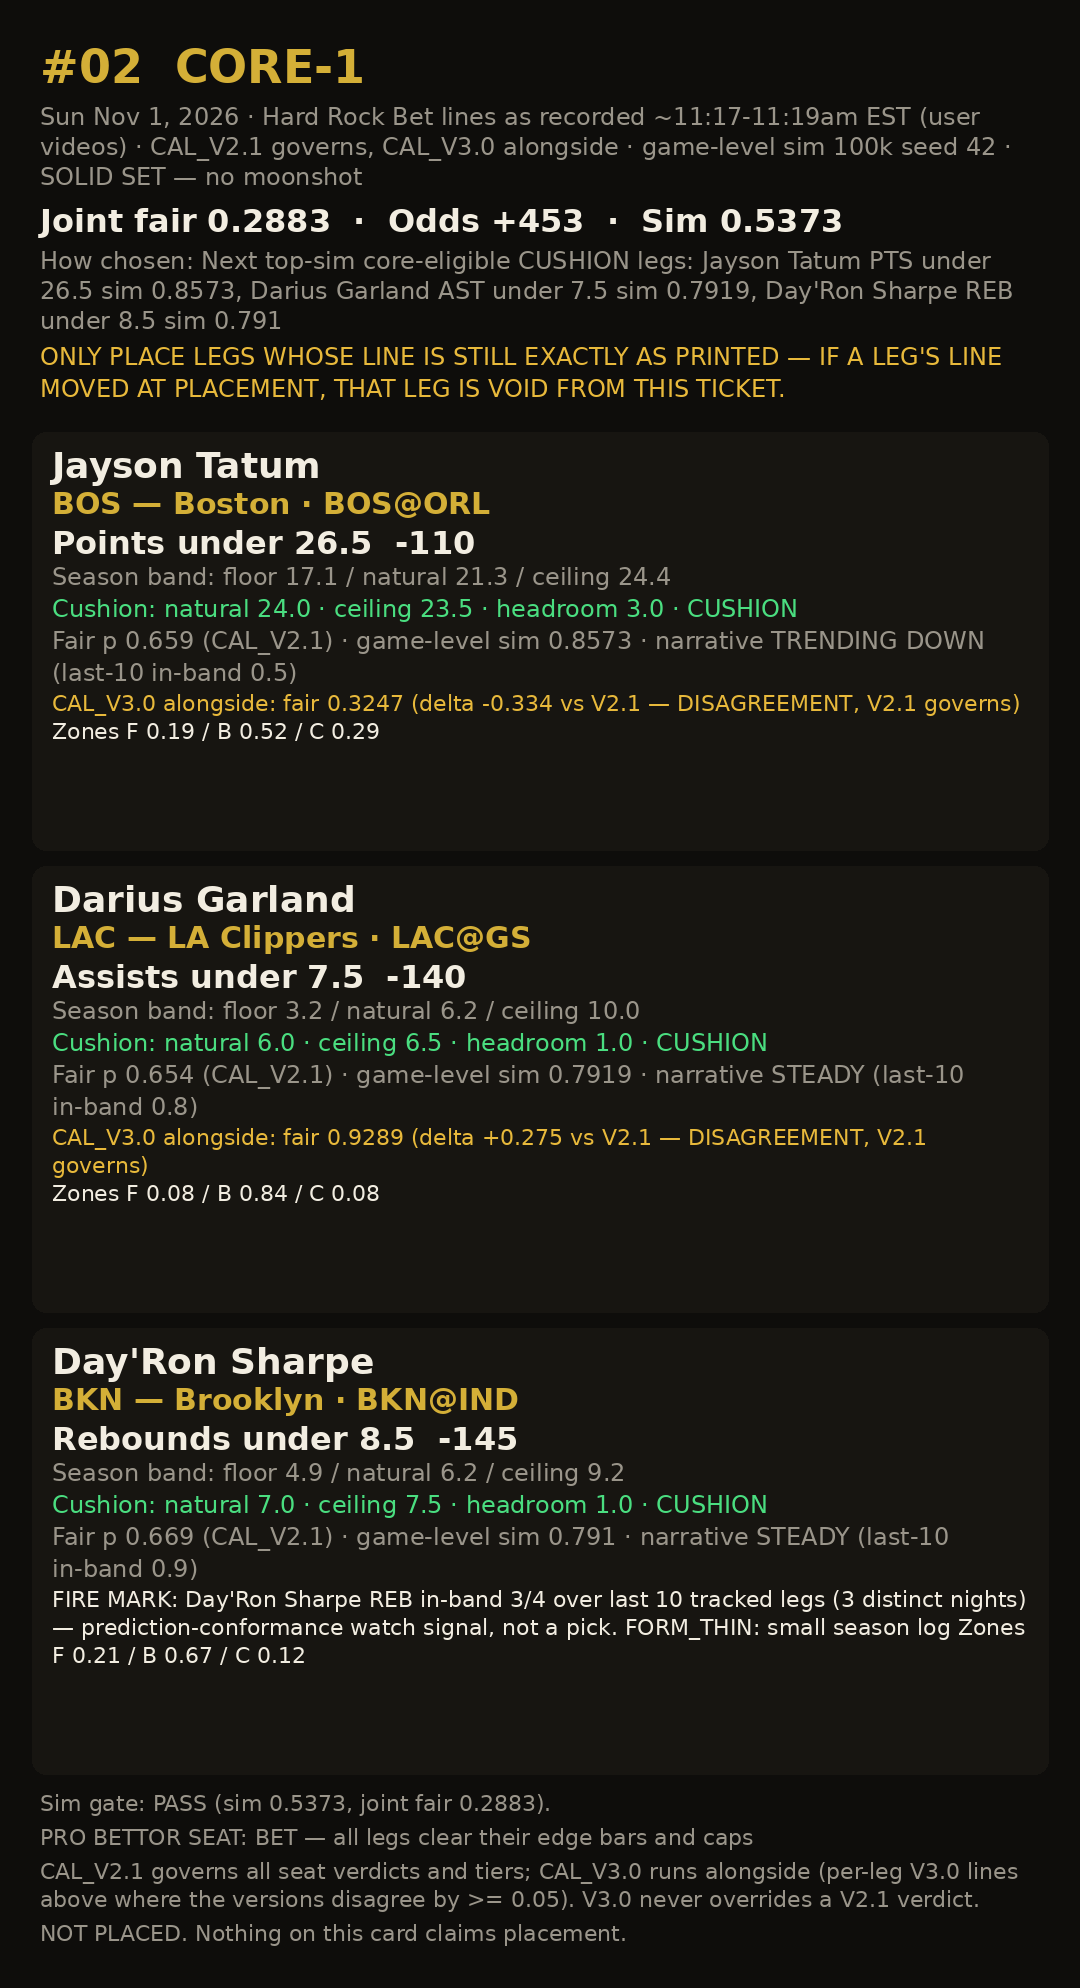 #02  CORE-1
Sun Nov 1, 2026 · Hard Rock Bet lines as recorded ~11:17-11:19am EST (user
videos) · CAL_V2.1 governs, CAL_V3.0 alongside · game-level sim 100k seed 42 ·
SOLID SET — no moonshot
Joint fair 0.2883  ·  Odds +453  ·  Sim 0.5373
How chosen: Next top-sim core-eligible CUSHION legs: Jayson Tatum PTS under
26.5 sim 0.8573, Darius Garland AST under 7.5 sim 0.7919, Day'Ron Sharpe REB
under 8.5 sim 0.791
ONLY PLACE LEGS WHOSE LINE IS STILL EXACTLY AS PRINTED — IF A LEG'S LINE
MOVED AT PLACEMENT, THAT LEG IS VOID FROM THIS TICKET.
Jayson Tatum
BOS — Boston · BOS@ORL
Points under 26.5  -110
Season band: floor 17.1 / natural 21.3 / ceiling 24.4
Cushion: natural 24.0 · ceiling 23.5 · headroom 3.0 · CUSHION
Fair p 0.659 (CAL_V2.1) · game-level sim 0.8573 · narrative TRENDING DOWN
(last-10 in-band 0.5)
CAL_V3.0 alongside: fair 0.3247 (delta -0.334 vs V2.1 — DISAGREEMENT, V2.1 governs)
Zones F 0.19 / B 0.52 / C 0.29
Darius Garland
LAC — LA Clippers · LAC@GS
Assists under 7.5  -140
Season band: floor 3.2 / natural 6.2 / ceiling 10.0
Cushion: natural 6.0 · ceiling 6.5 · headroom 1.0 · CUSHION
Fair p 0.654 (CAL_V2.1) · game-level sim 0.7919 · narrative STEADY (last-10
in-band 0.8)
CAL_V3.0 alongside: fair 0.9289 (delta +0.275 vs V2.1 — DISAGREEMENT, V2.1
governs)
Zones F 0.08 / B 0.84 / C 0.08
Day'Ron Sharpe
BKN — Brooklyn · BKN@IND
Rebounds under 8.5  -145
Season band: floor 4.9 / natural 6.2 / ceiling 9.2
Cushion: natural 7.0 · ceiling 7.5 · headroom 1.0 · CUSHION
Fair p 0.669 (CAL_V2.1) · game-level sim 0.791 · narrative STEADY (last-10
in-band 0.9)
FIRE MARK: Day'Ron Sharpe REB in-band 3/4 over last 10 tracked legs (3 distinct nights)
— prediction-conformance watch signal, not a pick. FORM_THIN: small season log Zones
F 0.21 / B 0.67 / C 0.12
Sim gate: PASS (sim 0.5373, joint fair 0.2883).
PRO BETTOR SEAT: BET — all legs clear their edge bars and caps
CAL_V2.1 governs all seat verdicts and tiers; CAL_V3.0 runs alongside (per-leg V3.0 lines
above where the versions disagree by >= 0.05). V3.0 never overrides a V2.1 verdict.
NOT PLACED. Nothing on this card claims placement.